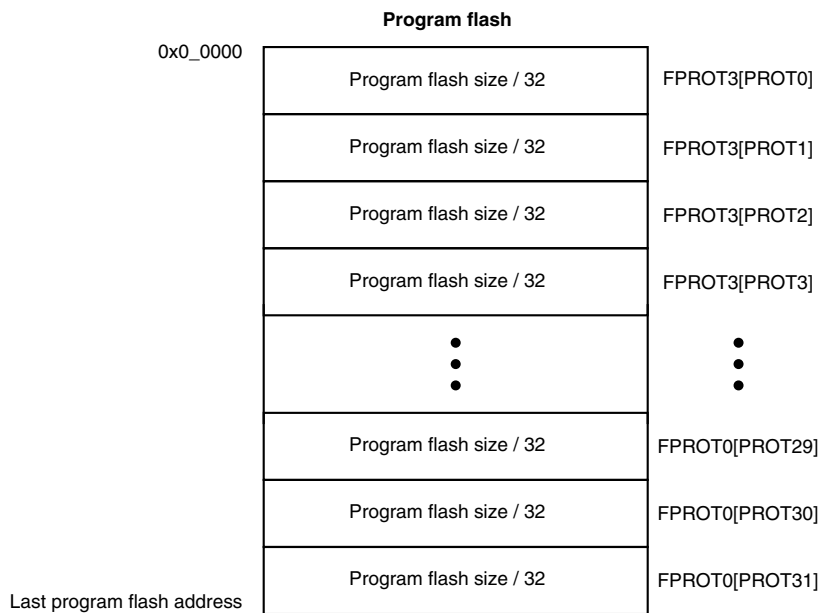 Program flash
0x0_0000
Program flash size / 32 FPROT3[PROT0]
Program flash size / 32 FPROT3[PROT1]
Program flash size / 32 FPROT3[PROT2]
Program flash size / 32 FPROT3[PROT3]
Program flash size / 32 FPROT0[PROT29]
Program flash size / 32 FPROT0[PROT30]
Program flash size / 32 FPROT0[PROT31]
Last program flash address